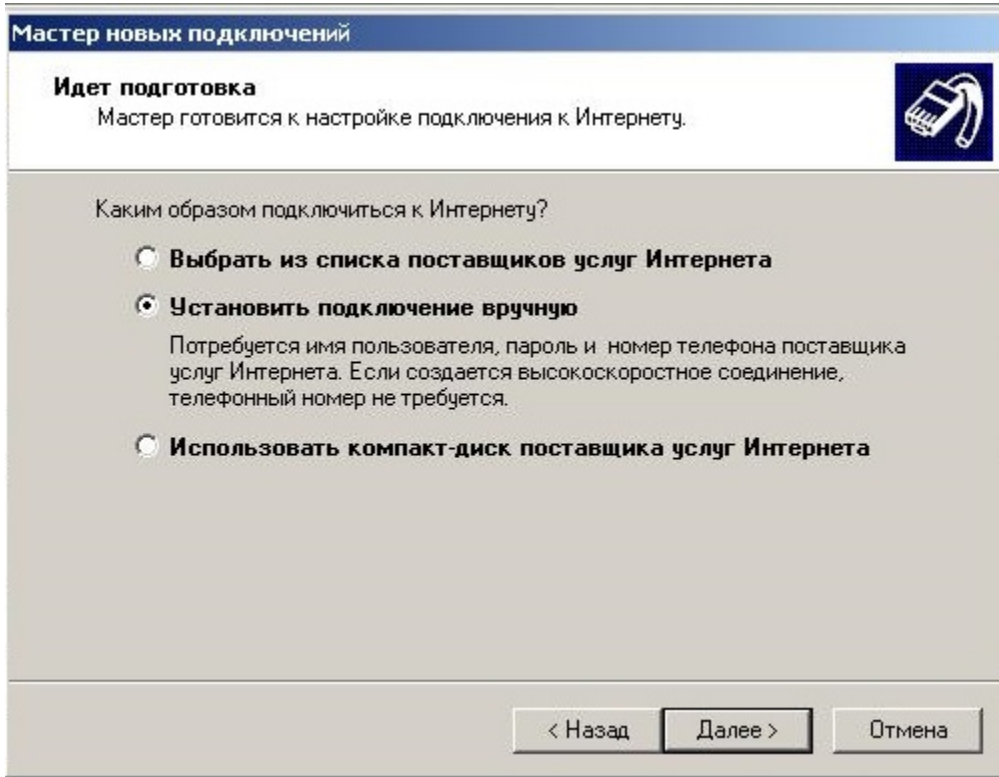 Мастер новых подключений
Идет подготовка
Мастер готовится к настройке подключения к Интернету.
Каким образом подключиться к Интернету?
Выбрать из списка поставщиков услуг Интернета
Установить подключение вручную
Потребуется имя пользователя, пароль и номер телефона поставщика
услуг Интернета. Если создается высокоскоростное соединение,
телефонный номер не требуется.
Использовать компакт-диск поставщика услуг Интернета
< Назад
Далее >
Отмена